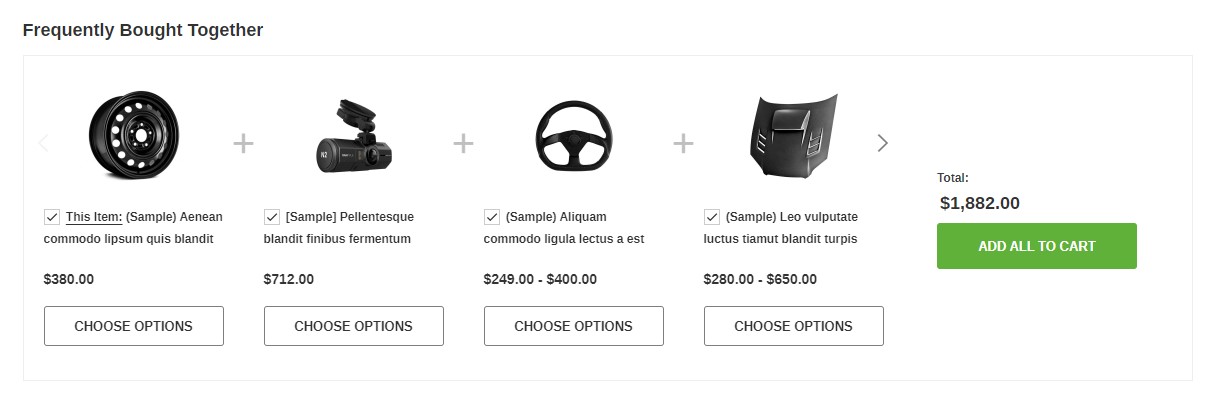 Frequently Bought Together
N2
This Item: (Sample) Aenean
commodo lipsum quis blandit
$380.00
CHOOSE OPTIONS
[Sample] Pellentesque
blandit finibus fermentum
$712.00
CHOOSE OPTIONS
(Sample) Aliquam
commodo ligula lectus a est
$249.00 - $400.00
CHOOSE OPTIONS
(Sample) Leo vulputate
luctus tiamut blandit turpis
$280.00 - $650.00
CHOOSE OPTIONS
Total:
$1,882.00
ADD ALL TO CART